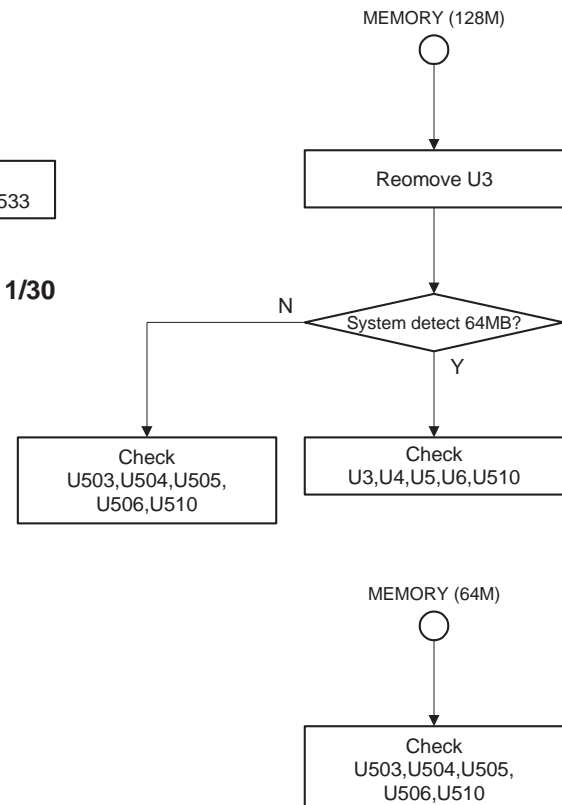 MEMORY (128M)
Reomove U3
533
1/30
N
System detect 64MB?
Y
Check
U503,U504,U505,
U506,U510
Check
U3,U4,U5,U6,U510
MEMORY (64M)
Check
U503,U504,U505,
U506,U510